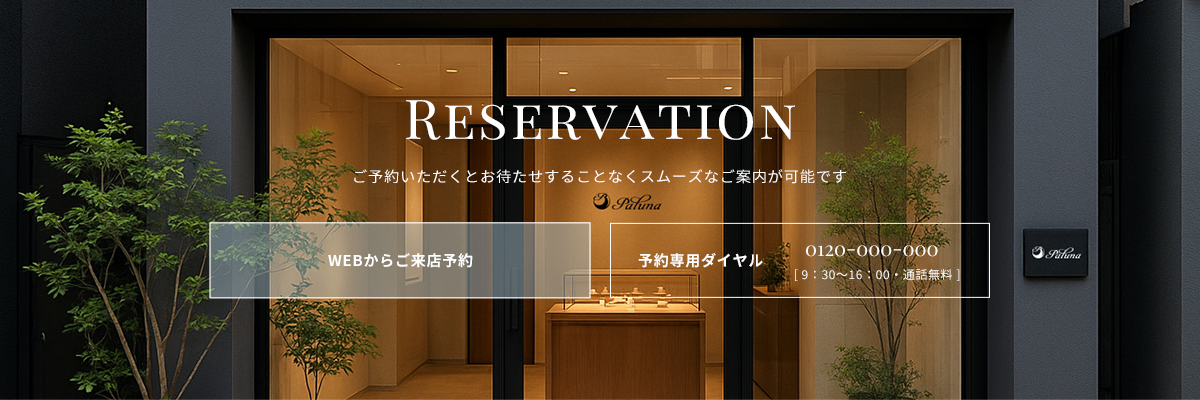 RESERVATION
ご予約いただくとお待たせすることなくスムーズなご案内が可能です
Paluna
WEBからご来店予約
予約専用ダイヤル
0120-000-000
[ 9：30〜16：00・通話無料 ]
Paluna